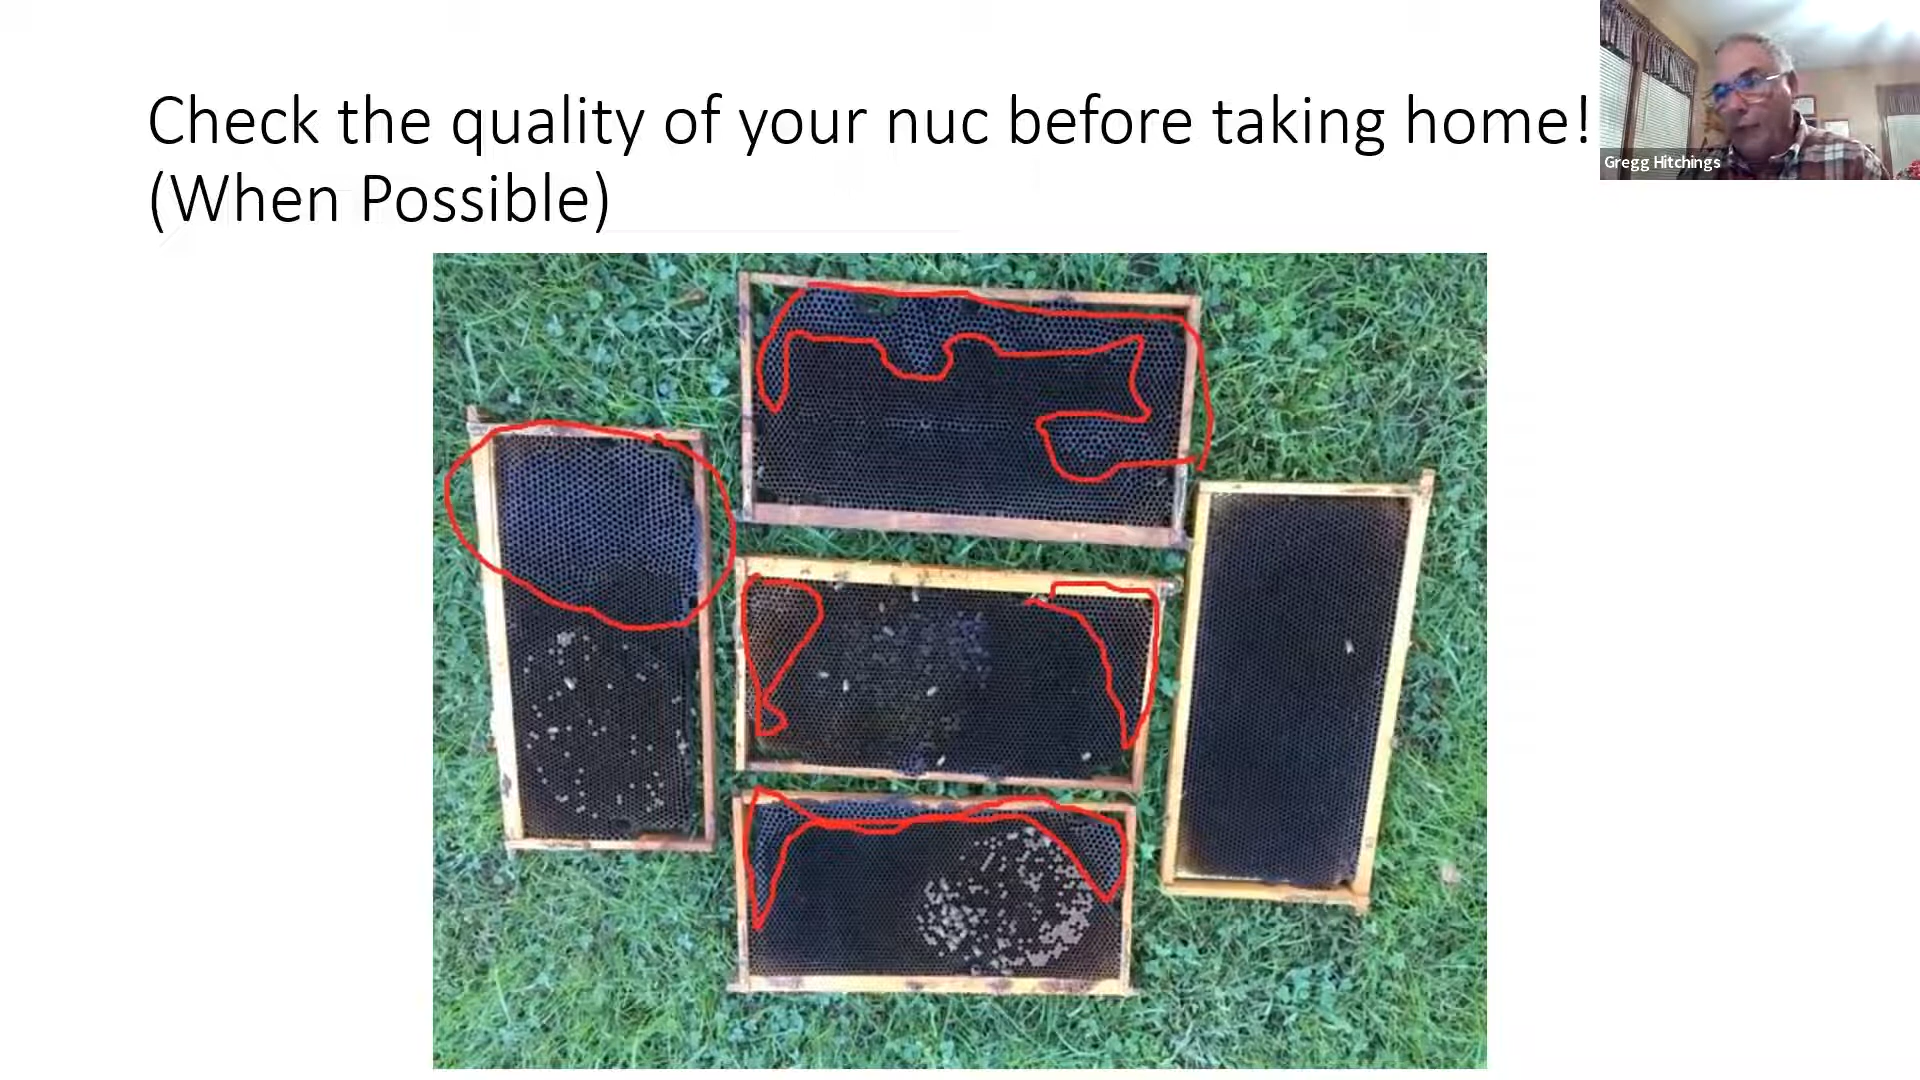 Check the quality of your nuc before taking home!
(When Possible)
Gregg Hitchings